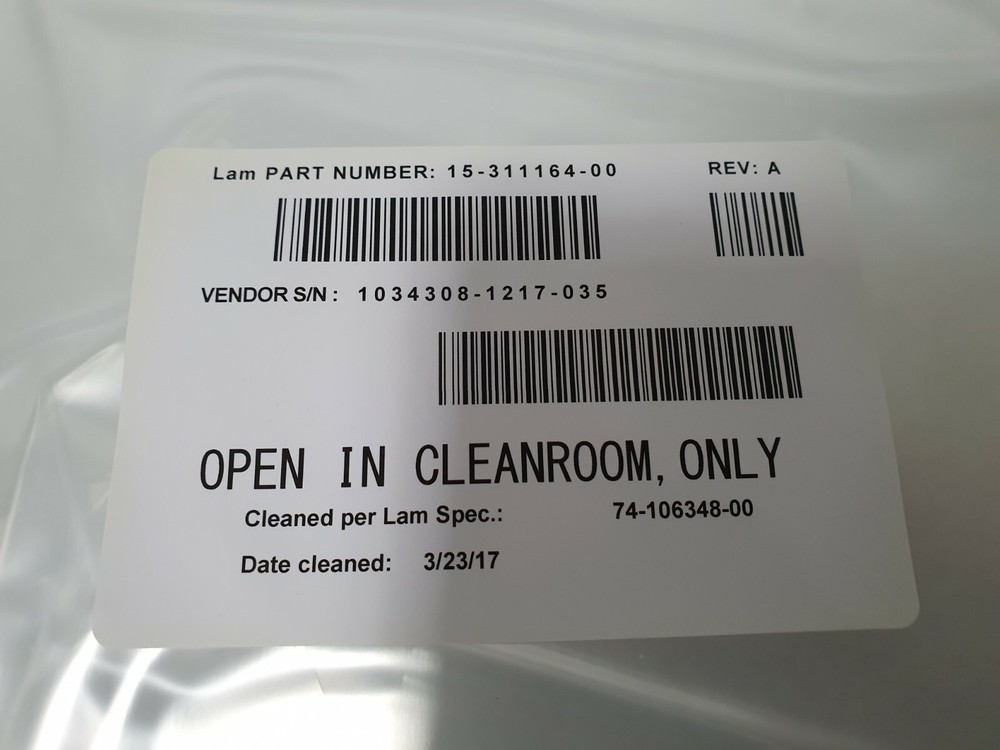 Lam PART NUMBER: 15-311164-00 REV: A
VENDOR S/N : 1034308-1217-035
OPEN IN CLEANROOM, ONLY
Cleaned per Lam Spec.: 74-106348-00
Date cleaned: 3/23/17